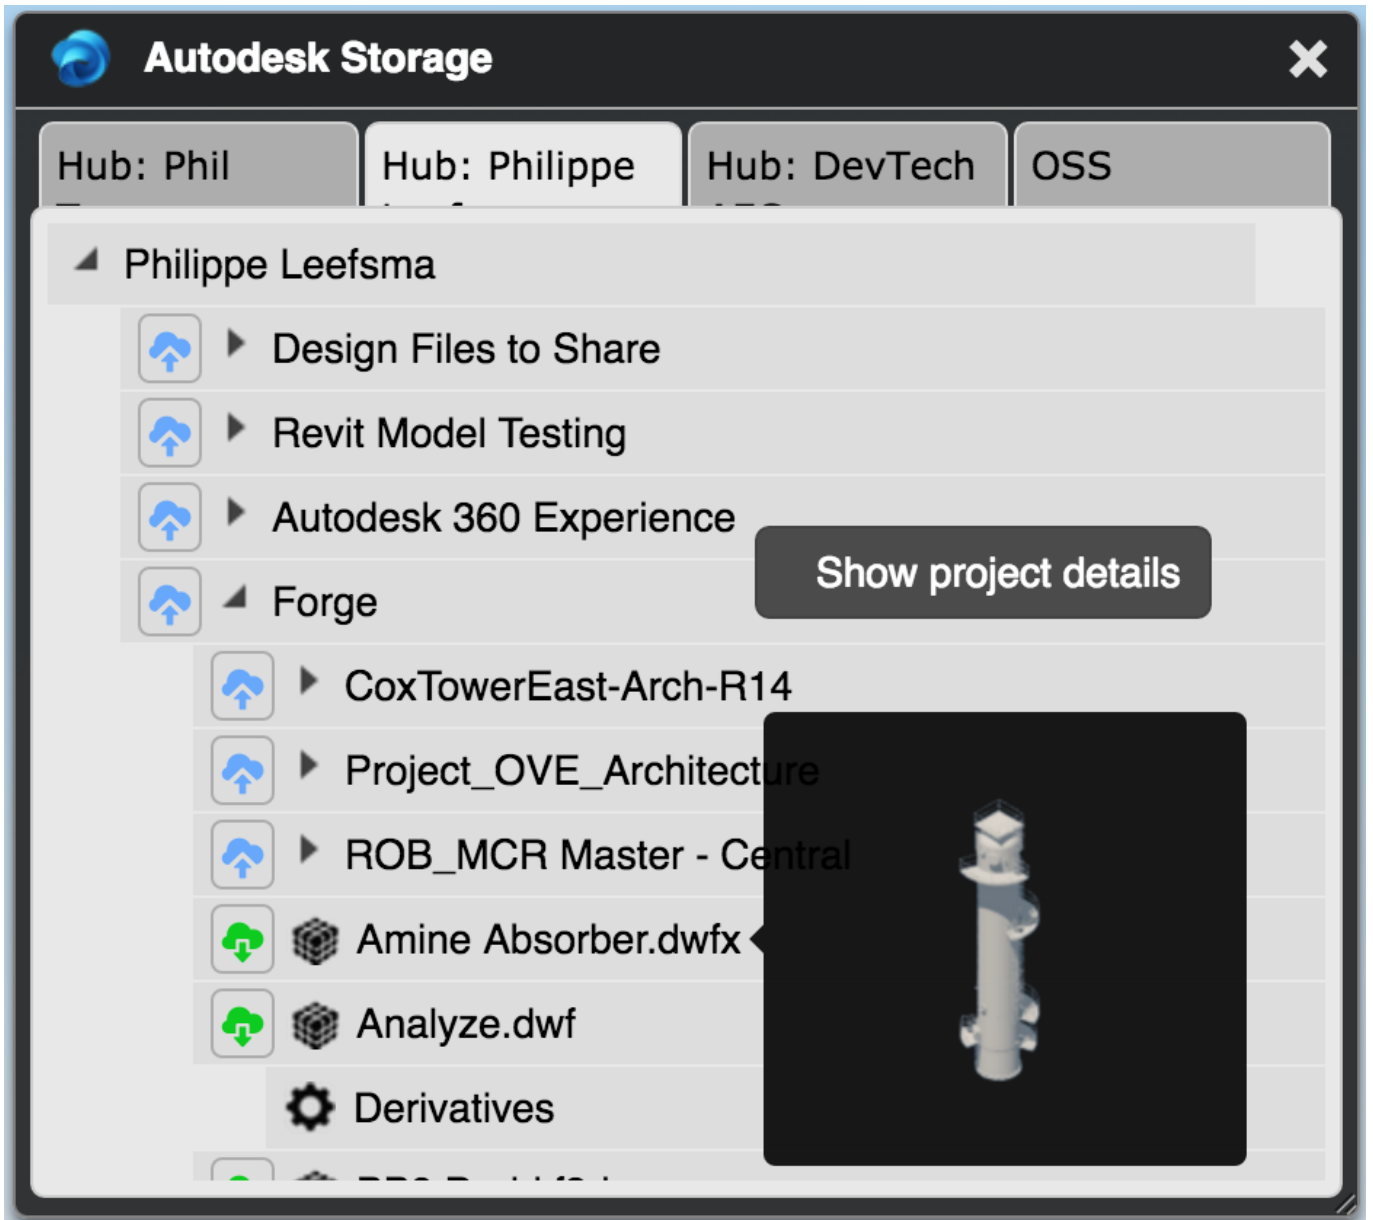 Autodesk Storage
Hub: Phil
Hub: Philippe
Hub: DevTech
OSS
Philippe Leefsma
Design Files to Share
Revit Model Testing
Autodesk 360 Experience
Show project details
Forge
CoxTowerEast-Arch-R14
Project_OVE_Architecture
ROB_MCR Master - Central
Amine Absorber.dwfx
Analyze.dwf
Derivatives